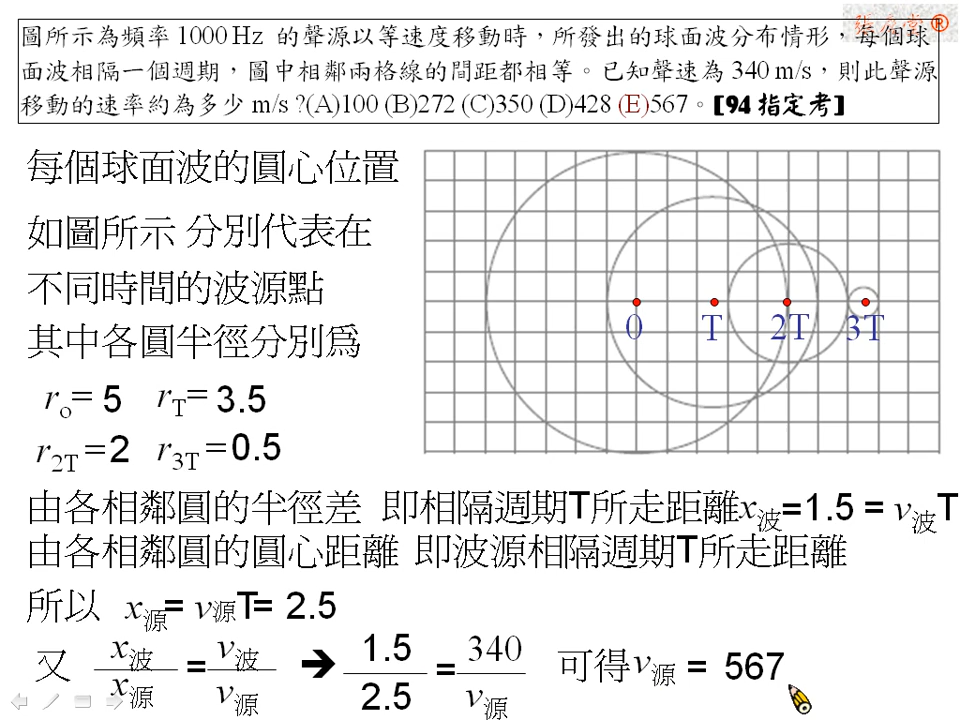 張志常®
圖所示為頻率 1000 Hz 的聲源以等速度移動時，所發出的球面波分布情形，每個球
面波相隔一個週期，圖中相鄰兩格線的間距都相等。已知聲速為 340 m/s，則此聲源
移動的速率約為多少 m/s ?(A)100 (B)272 (C)350 (D)428 (E)567。【94 指定考】
每個球面波的圓心位置
如圖所示 分別代表在
不同時間的波源點
其中各圓半徑分別爲
r₀= 5 r_T= 3.5
r_2T =2 r_3T =0.5
0 T 2T 3T
由各相鄰圓的半徑差 即相隔週期T所走距離x波=1.5 = v波T
由各相鄰圓的圓心距離 即波源相隔週期T所走距離
所以 x源= v源T= 2.5
又 x波/x源 = v波/v源 ➔ 1.5/2.5 = 340/v源 可得v源 = 567